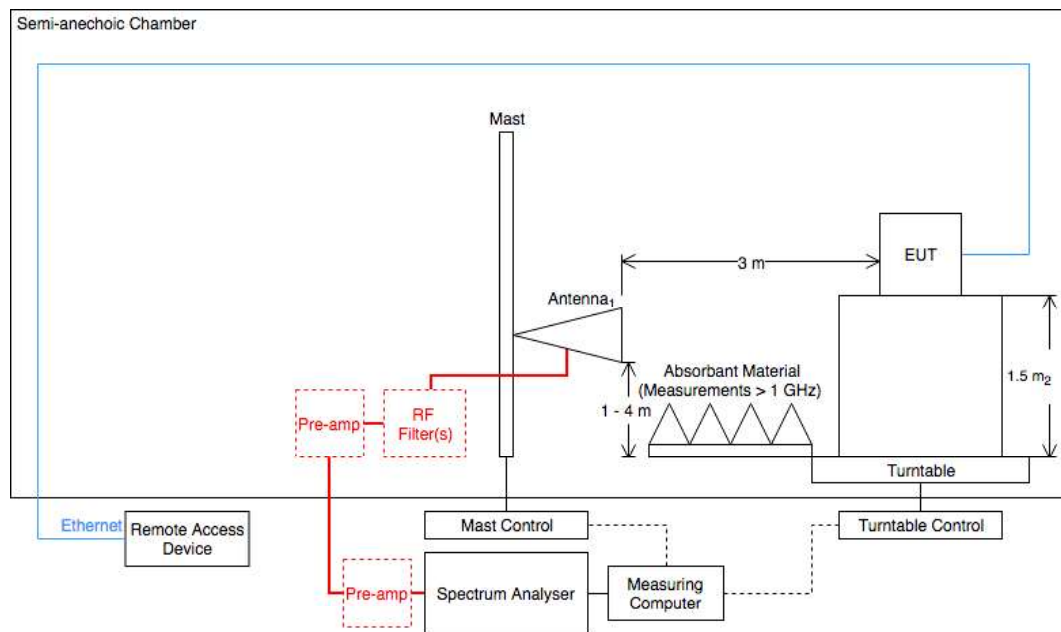 Semi-anechoic Chamber
Mast
EUT
3 m
Antenna1
Absorbant Material
(Measurements > 1 GHz)
1.5 m2
1 - 4 m
Pre-amp
RF
Filter(s)
Turntable
Ethernet
Remote Access
Device
Mast Control
Turntable Control
Pre-amp
Spectrum Analyser
Measuring
Computer